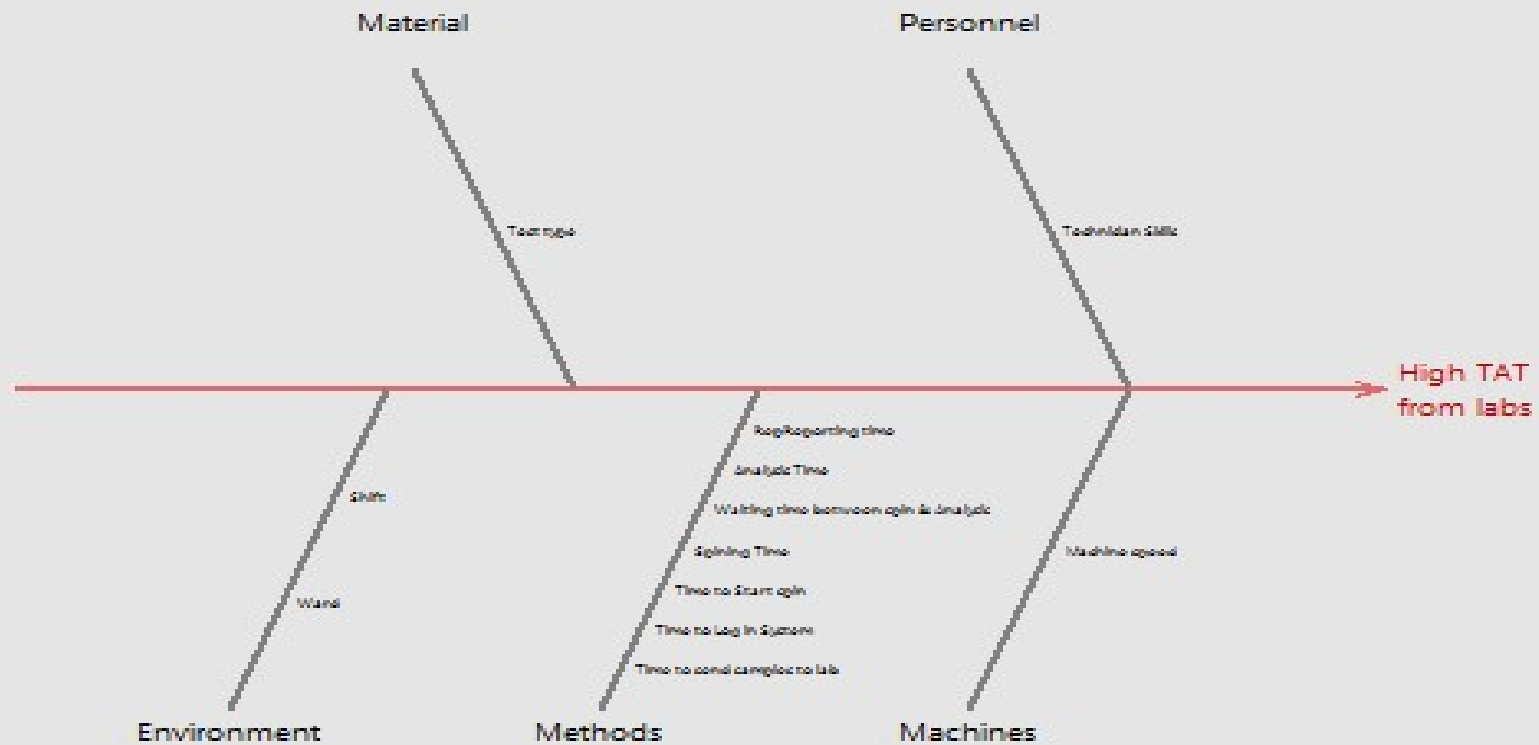 Material
Personnel
Test type
Technician Skills
High TAT
from labs
Rep/Reporting time
Analysis Time
Shift
Waiting time between spin & Analysis
Spining Time
Machine speed
Time to Start spin
Ward
Time to Log in System
Time to send samples to lab
Environment
Methods
Machines